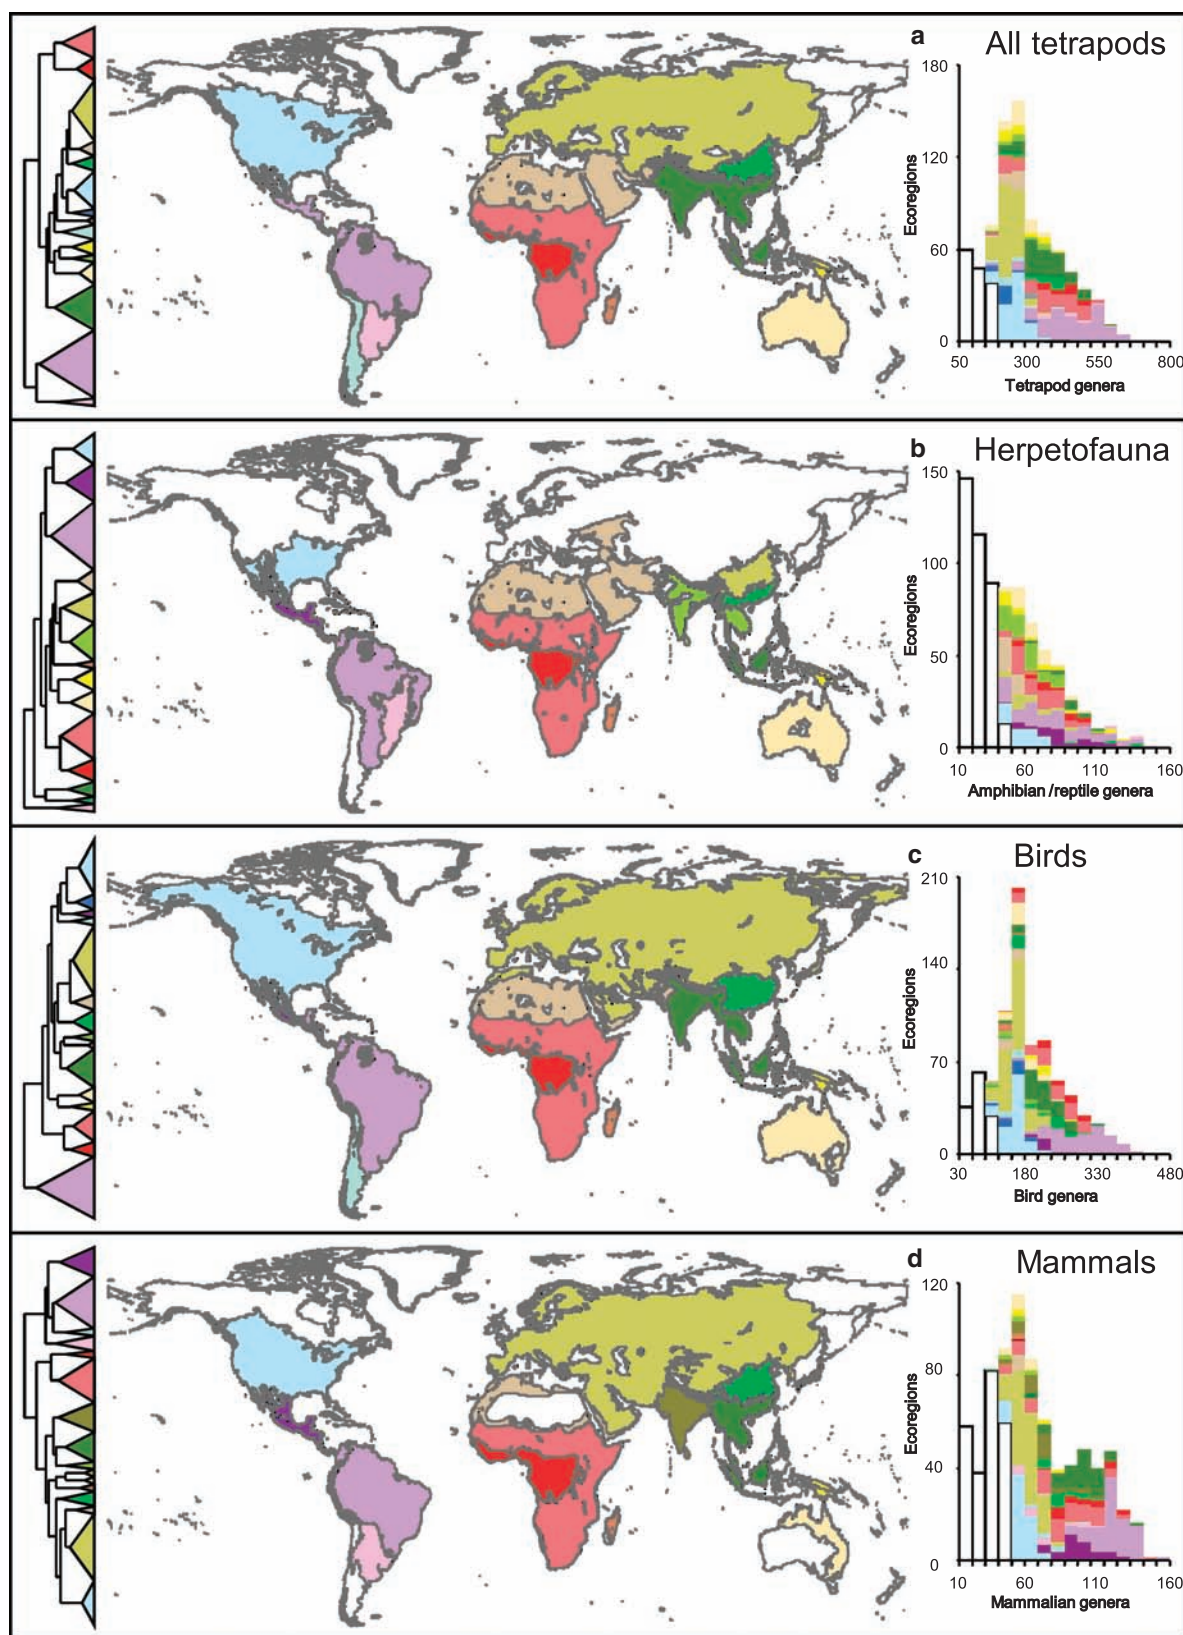 a All tetrapods
180
120
60
0
Ecoregions
50 300 550 800
Tetrapod genera
b Herpetofauna
150
100
50
0
Ecoregions
10 60 110 160
Amphibian /reptile genera
c Birds
210
140
70
0
Ecoregions
30 180 330 480
Bird genera
d Mammals
120
80
40
0
Ecoregions
10 60 110 160
Mammalian genera